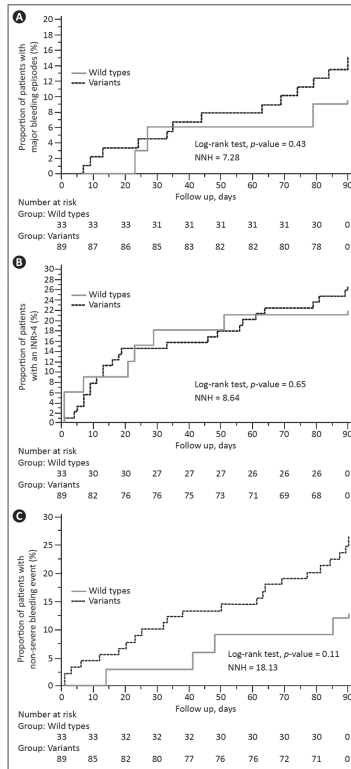 A
Proportion of patients with
major bleeding episodes (%)
20
18
16
14
12
10
8
6
4
2
0
Wild types
Variants
Log-rank test, p-value = 0.43
NNH = 7.28
0 10 20 30 40 50 60 70 80 90
Follow up, days
Number at risk
Group: Wild types
33 33 33 31 31 31 31 31 30 0
Group: Variants
89 87 86 85 83 82 82 80 78 0
B
Proportion of patients
with an INR>4 (%)
30
28
26
24
22
20
18
16
14
12
10
8
6
4
2
0
Wild types
Variants
Log-rank test, p-value = 0.65
NNH = 8.64
0 10 20 30 40 50 60 70 80 90
Follow up, days
Number at risk
Group: Wild types
33 30 30 27 27 27 26 26 26 0
Group: Variants
89 82 76 76 75 73 71 69 68 0
C
Proportion of patients with
non-severe bleeding event (%)
30
25
20
15
10
5
0
Wild types
Variants
Log-rank test, p-value = 0.11
NNH = 18.13
0 10 20 30 40 50 60 70 80 90
Follow up, days
Number at risk
Group: Wild types
33 33 32 32 32 30 30 30 30 0
Group: Variants
89 85 82 80 77 76 76 72 71 0